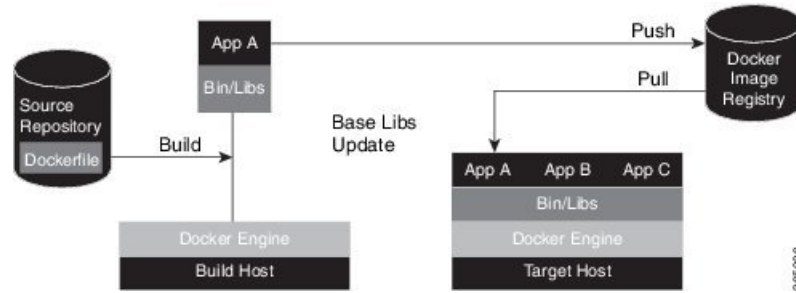 App A
Bin/Libs
Push
Docker
Image
Registry
Pull
Source
Repository
Dockerfile
Build
Base Libs
Update
App A App B App C
Bin/Libs
Docker Engine
Target Host
Docker Engine
Build Host